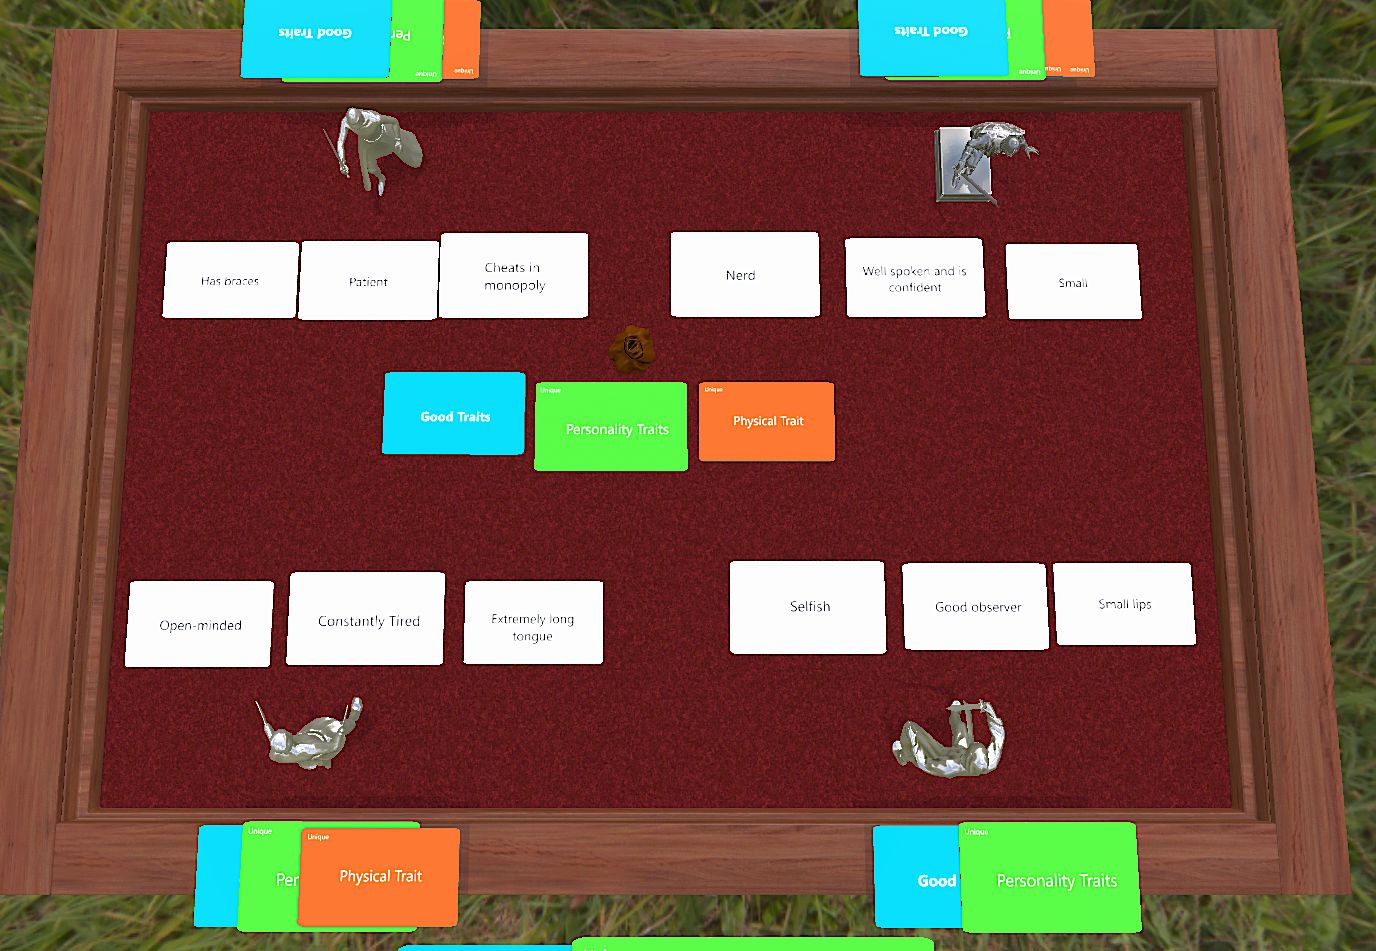 Good Traits
Per
Unique
Unique
Good Traits
Unique
Unique
Has braces
Patient
Cheats in
monopoly
Nerd
Well spoken and is
confident
Small
Good Traits
Unique
Personality Traits
Unique
Physical Trait
Open-minded
Constantly Tired
Extremely long
tongue
Selfish
Good observer
Small lips
Unique
Per
Unique
Physical Trait
Good
Unique
Personality Traits